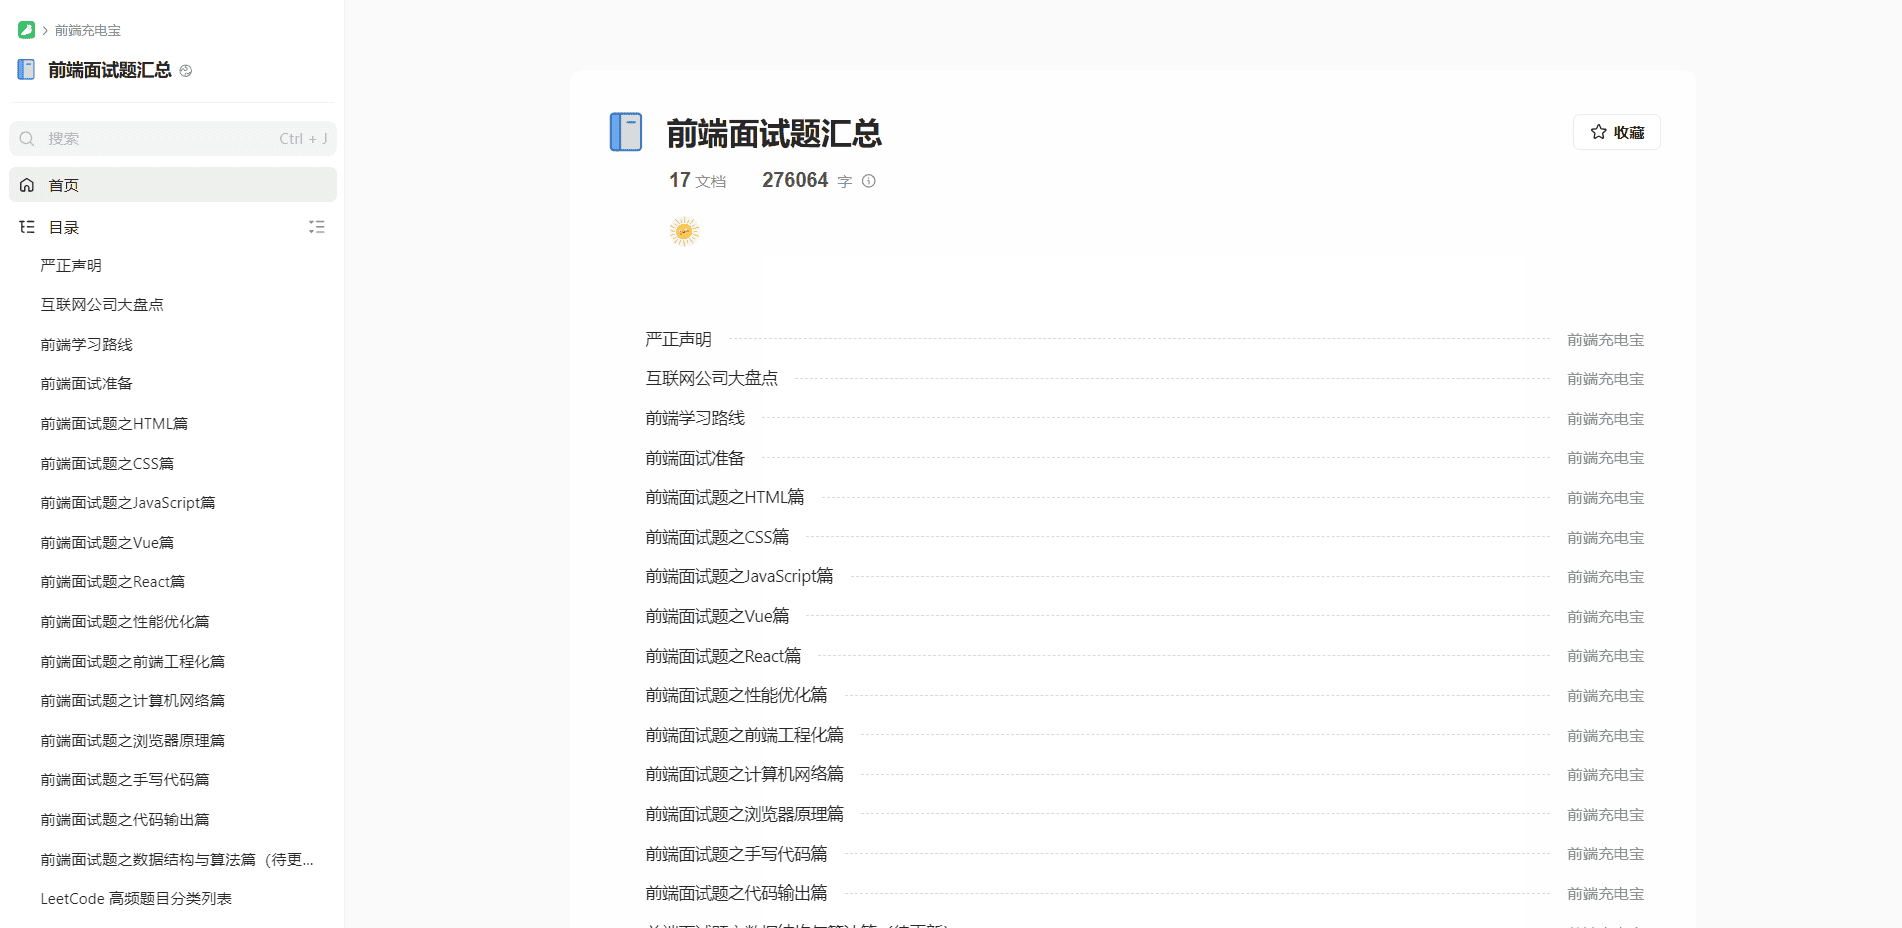 前端充电宝
前端面试题汇总
搜索 Ctrl + J
首页
目录
严正声明
互联网公司大盘点
前端学习路线
前端面试准备
前端面试题之HTML篇
前端面试题之CSS篇
前端面试题之JavaScript篇
前端面试题之Vue篇
前端面试题之React篇
前端面试题之性能优化篇
前端面试题之前端工程化篇
前端面试题之计算机网络篇
前端面试题之浏览器原理篇
前端面试题之手写代码篇
前端面试题之代码输出篇
前端面试题之数据结构与算法篇（待更...
LeetCode 高频题目分类列表
前端面试题汇总
收藏
17 文档 276064 字
严正声明 前端充电宝
互联网公司大盘点 前端充电宝
前端学习路线 前端充电宝
前端面试准备 前端充电宝
前端面试题之HTML篇 前端充电宝
前端面试题之CSS篇 前端充电宝
前端面试题之JavaScript篇 前端充电宝
前端面试题之Vue篇 前端充电宝
前端面试题之React篇 前端充电宝
前端面试题之性能优化篇 前端充电宝
前端面试题之前端工程化篇 前端充电宝
前端面试题之计算机网络篇 前端充电宝
前端面试题之浏览器原理篇 前端充电宝
前端面试题之手写代码篇 前端充电宝
前端面试题之代码输出篇 前端充电宝